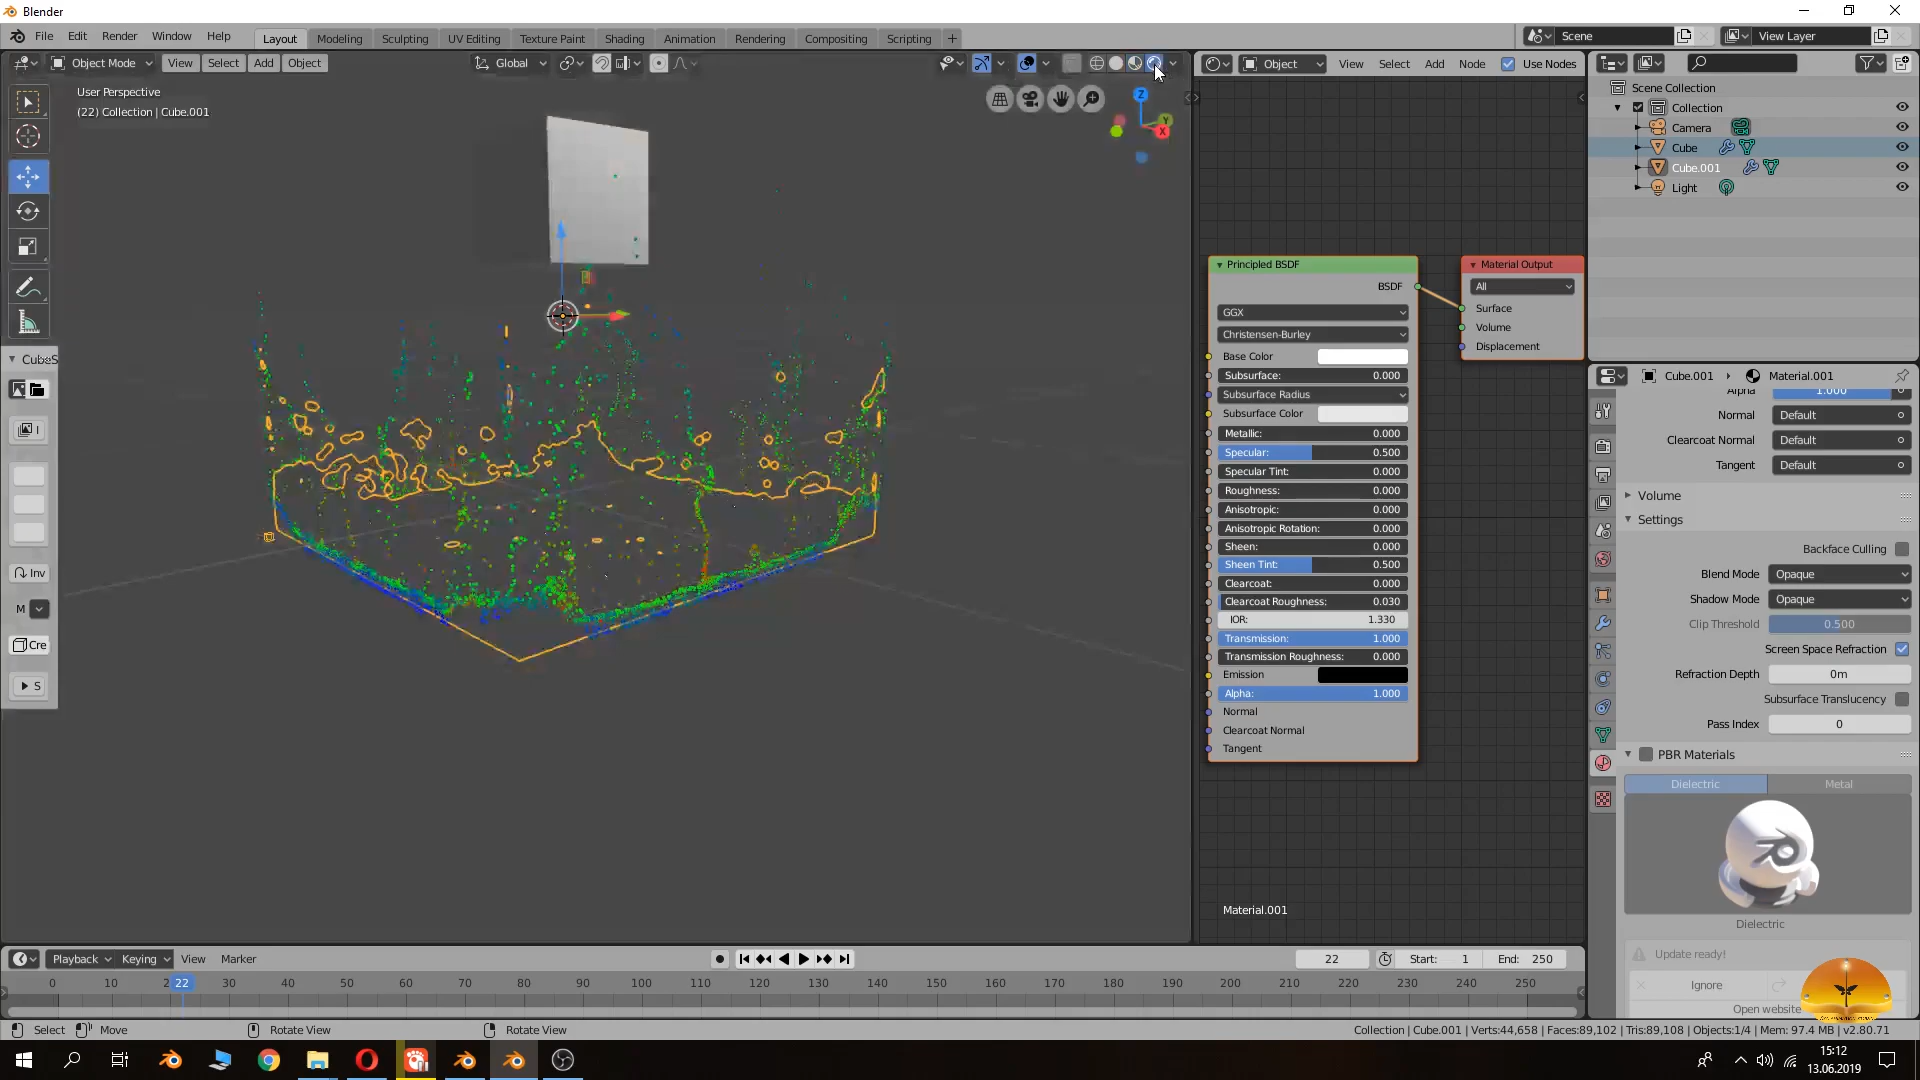 Blender
File Edit Render Window Help
Layout Modeling Sculpting UV Editing Texture Paint Shading Animation Rendering Compositing Scripting +
Scene
View Layer
Object Mode View Select Add Object
Global
Object View Select Add Node Use Nodes
User Perspective
(22) Collection | Cube.001
Z
Y
X
Scene Collection
Collection
Camera
Cube
Cube.001
Light
Principled BSDF
BSDF
GGX
Christensen-Burley
Base Color
Subsurface: 0.000
Subsurface Radius
Subsurface Color
Metallic: 0.000
Specular: 0.500
Specular Tint: 0.000
Roughness: 0.000
Anisotropic: 0.000
Anisotropic Rotation: 0.000
Sheen: 0.000
Sheen Tint: 0.500
Clearcoat: 0.000
Clearcoat Roughness: 0.030
IOR: 1.330
Transmission: 1.000
Transmission Roughness: 0.000
Emission
Alpha: 1.000
Normal
Clearcoat Normal
Tangent
Material Output
All
Surface
Volume
Displacement
Material.001
I
Inv
M
Cre
S
Cube.001 Material.001
Alpha 1.000
Normal Default
Clearcoat Normal Default
Tangent Default
Volume
Settings
Backface Culling
Blend Mode Opaque
Shadow Mode Opaque
Clip Threshold 0.500
Screen Space Refraction
Refraction Depth 0m
Subsurface Translucency
Pass Index 0
PBR Materials
Dielectric Metal
Dielectric
Update ready!
Ignore
Open website
Playback Keying View Marker
22 Start: 1 End: 250
0 10 2 22 30 40 50 60 70 80 90 100 110 120 130 140 150 160 170 180 190 200 210 220 230 240 250
Select Move Rotate View Rotate View
Collection | Cube.001 | Verts:44,658 | Faces:89,102 | Tris:89,108 | Objects:1/4 | Mem: 97.4 MB | v2.80.71
15:12
13.06.2019